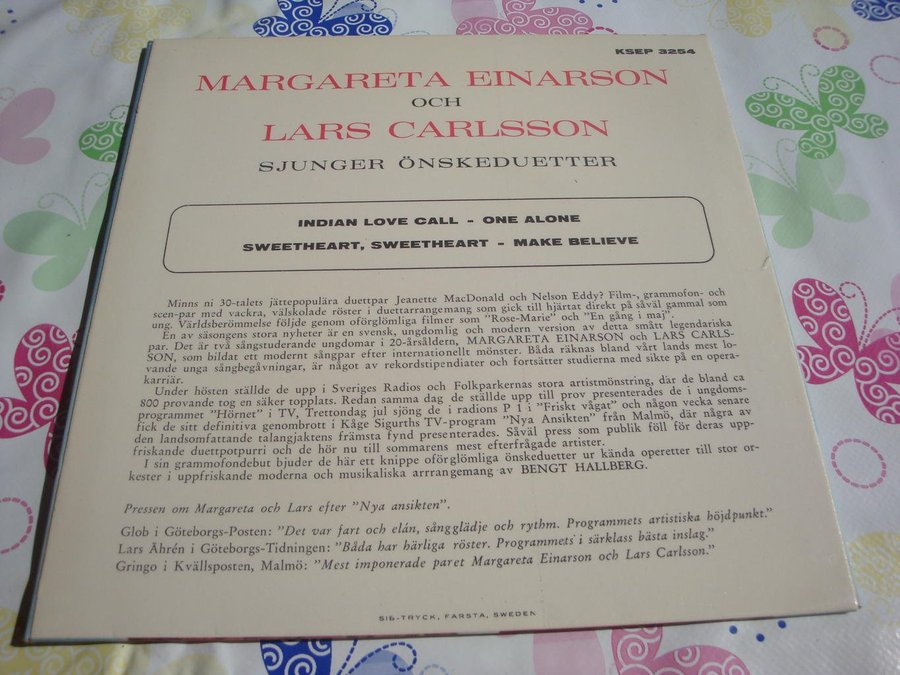 KSEP 3254
MARGARETA EINARSON
OCH
LARS CARLSSON
SJUNGER ÖNSKEDUETTER
INDIAN LOVE CALL - ONE ALONE
SWEETHEART, SWEETHEART - MAKE BELIEVE
Minns ni 30-talets jättepopulära duettpar Jeanette MacDonald och Nelson Eddy? Film-, grammofon- och
scen-par med vackra, välskolade röster i duettarrangemang som gick till hjärtat direkt på såväl gammal som
ung. Världsberömmelse följde genom oförglömliga filmer som "Rose-Marie" och "En gång i maj".
En av säsongens stora nyheter är en svensk, ungdomlig och modern version av detta smått legendariska
par. Det är två sångstuderande ungdomar i 20-årsåldern, MARGARETA EINARSON och LARS CARLS-
SON, som bildat ett modernt sångpar efter internationellt mönster. Båda räknas bland vårt lands mest lo-
vande unga sångbegåvningar, är något av rekordstipendiater och fortsätter studierna med sikte på en opera-
karriär.
Under hösten ställde de upp i Sveriges Radios och Folkparkernas stora artistmönstring, där de bland ca
800 provande tog en säker topplats. Redan samma dag de ställde upp till prov presenterades de i ungdoms-
programmet "Hörnet" i TV, Trettondag jul sjöng de i radions P 1 i "Friskt vågat" och någon vecka senare
fick de sitt definitiva genombrott i Kåge Sigurths TV-program "Nya Ansikten" från Malmö, där några av
den landsomfattande talangjaktens främsta fynd presenterades. Såväl press som publik föll för deras upp-
friskande duettpotpurri och de hör nu till sommarens mest efterfrågade artister.
I sin grammofondebut bjuder de här ett knippe oförglömliga önskeduetter ur kända operetter till stor or-
kester i uppfriskande moderna och musikaliska arrrangemang av BENGT HALLBERG.
Pressen om Margareta och Lars efter "Nya ansikten".
Glob i Göteborgs-Posten: "Det var fart och elán, sångglädje och rythm. Programmets artistiska höjdpunkt."
Lars Åhrén i Göteborgs-Tidningen: "Båda har härliga röster. Programmets i särklass bästa inslag."
Gringo i Kvällsposten, Malmö: "Mest imponerade paret Margareta Einarson och Lars Carlsson."
SIB-TRYCK, FARSTA, SWEDEN